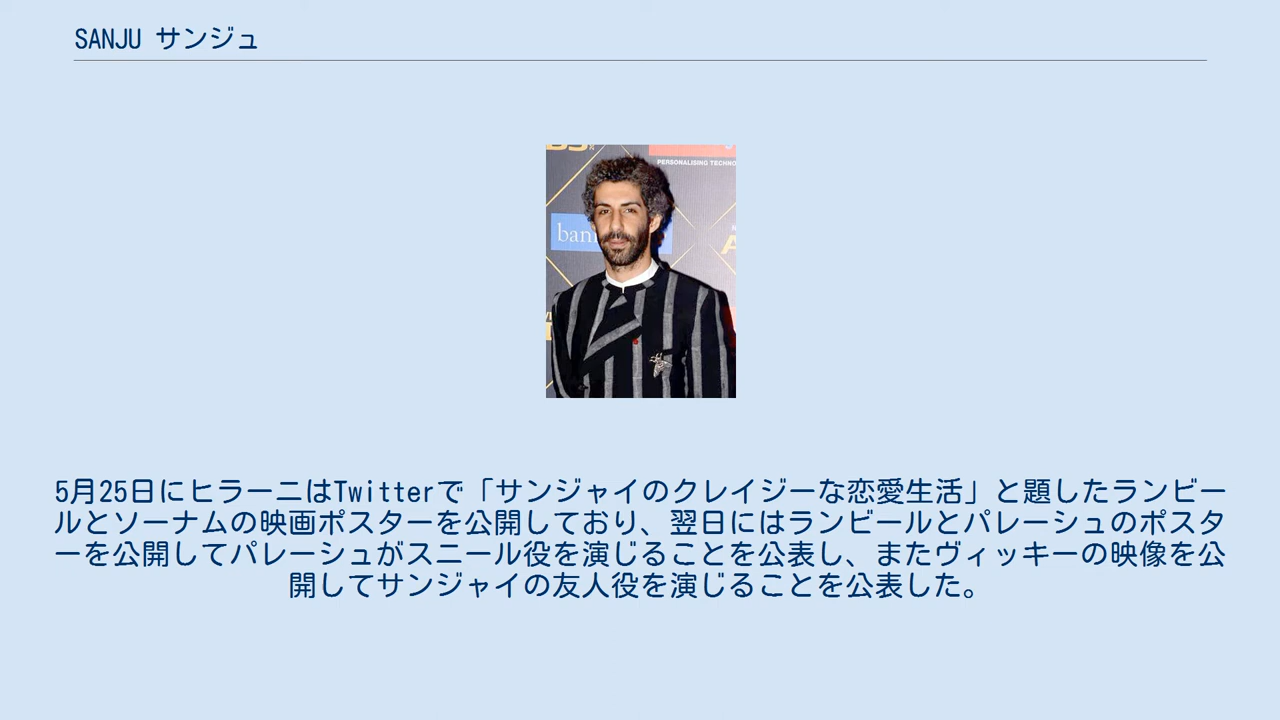 SANJU サンジュ
PERSONALISING TECHNO
ban
5月25日にヒラーニはTwitterで「サンジャイのクレイジーな恋愛生活」と題したランビー
ルとソーナムの映画ポスターを公開しており、翌日にはランビールとパレーシュのポスタ
ーを公開してパレーシュがスニール役を演じることを公表し、またヴィッキーの映像を公
開してサンジャイの友人役を演じることを公表した。